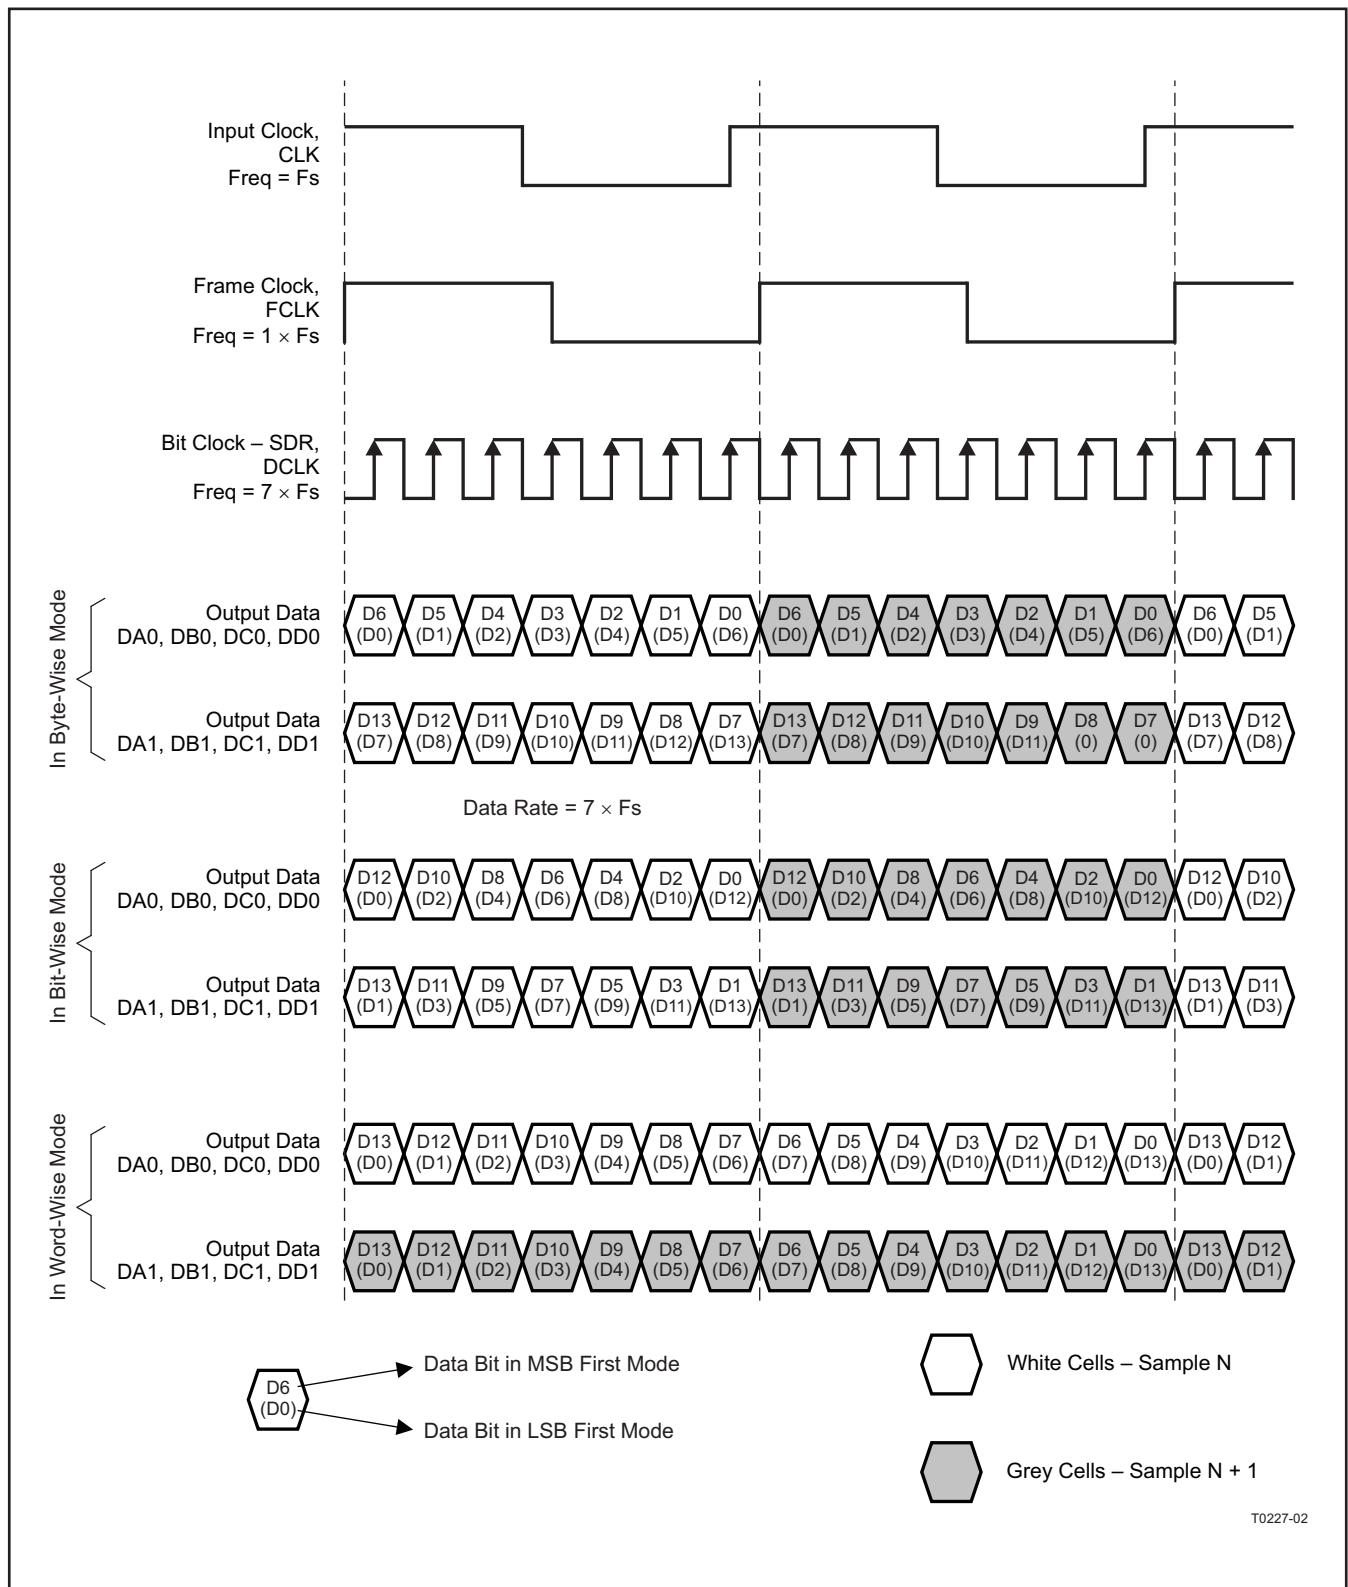 Input Clock,
CLK
Freq = Fs
Frame Clock,
FCLK
Freq = 1 × Fs
Bit Clock – SDR,
DCLK
Freq = 7 × Fs
In Byte-Wise Mode
Output Data
DA0, DB0, DC0, DD0
D6 D5 D4 D3 D2 D1 D0 D6 D5 D4 D3 D2 D1 D0 D6 D5
(D0) (D1) (D2) (D3) (D4) (D5) (D6) (D0) (D1) (D2) (D3) (D4) (D5) (D6) (D0) (D1)
Output Data
DA1, DB1, DC1, DD1
D13 D12 D11 D10 D9 D8 D7 D13 D12 D11 D10 D9 D8 D7 D13 D12
(D7) (D8) (D9) (D10) (D11) (D12) (D13) (D7) (D8) (D9) (D10) (D11) (0) (0) (D7) (D8)
Data Rate = 7 × Fs
In Bit-Wise Mode
Output Data
DA0, DB0, DC0, DD0
D12 D10 D8 D6 D4 D2 D0 D12 D10 D8 D6 D4 D2 D0 D12 D10
(D0) (D2) (D4) (D6) (D8) (D10) (D12) (D0) (D2) (D4) (D6) (D8) (D10) (D12) (D0) (D2)
Output Data
DA1, DB1, DC1, DD1
D13 D11 D9 D7 D5 D3 D1 D13 D11 D9 D7 D5 D3 D1 D13 D11
(D1) (D3) (D5) (D7) (D9) (D11) (D13) (D1) (D3) (D5) (D7) (D9) (D11) (D13) (D1) (D3)
In Word-Wise Mode
Output Data
DA0, DB0, DC0, DD0
D13 D12 D11 D10 D9 D8 D7 D6 D5 D4 D3 D2 D1 D0 D13 D12
(D0) (D1) (D2) (D3) (D4) (D5) (D6) (D7) (D8) (D9) (D10) (D11) (D12) (D13) (D0) (D1)
Output Data
DA1, DB1, DC1, DD1
D13 D12 D11 D10 D9 D8 D7 D6 D5 D4 D3 D2 D1 D0 D13 D12
(D0) (D1) (D2) (D3) (D4) (D5) (D6) (D7) (D8) (D9) (D10) (D11) (D12) (D13) (D0) (D1)
D6
(D0)
Data Bit in MSB First Mode
Data Bit in LSB First Mode
White Cells – Sample N
Grey Cells – Sample N + 1
T0227-02